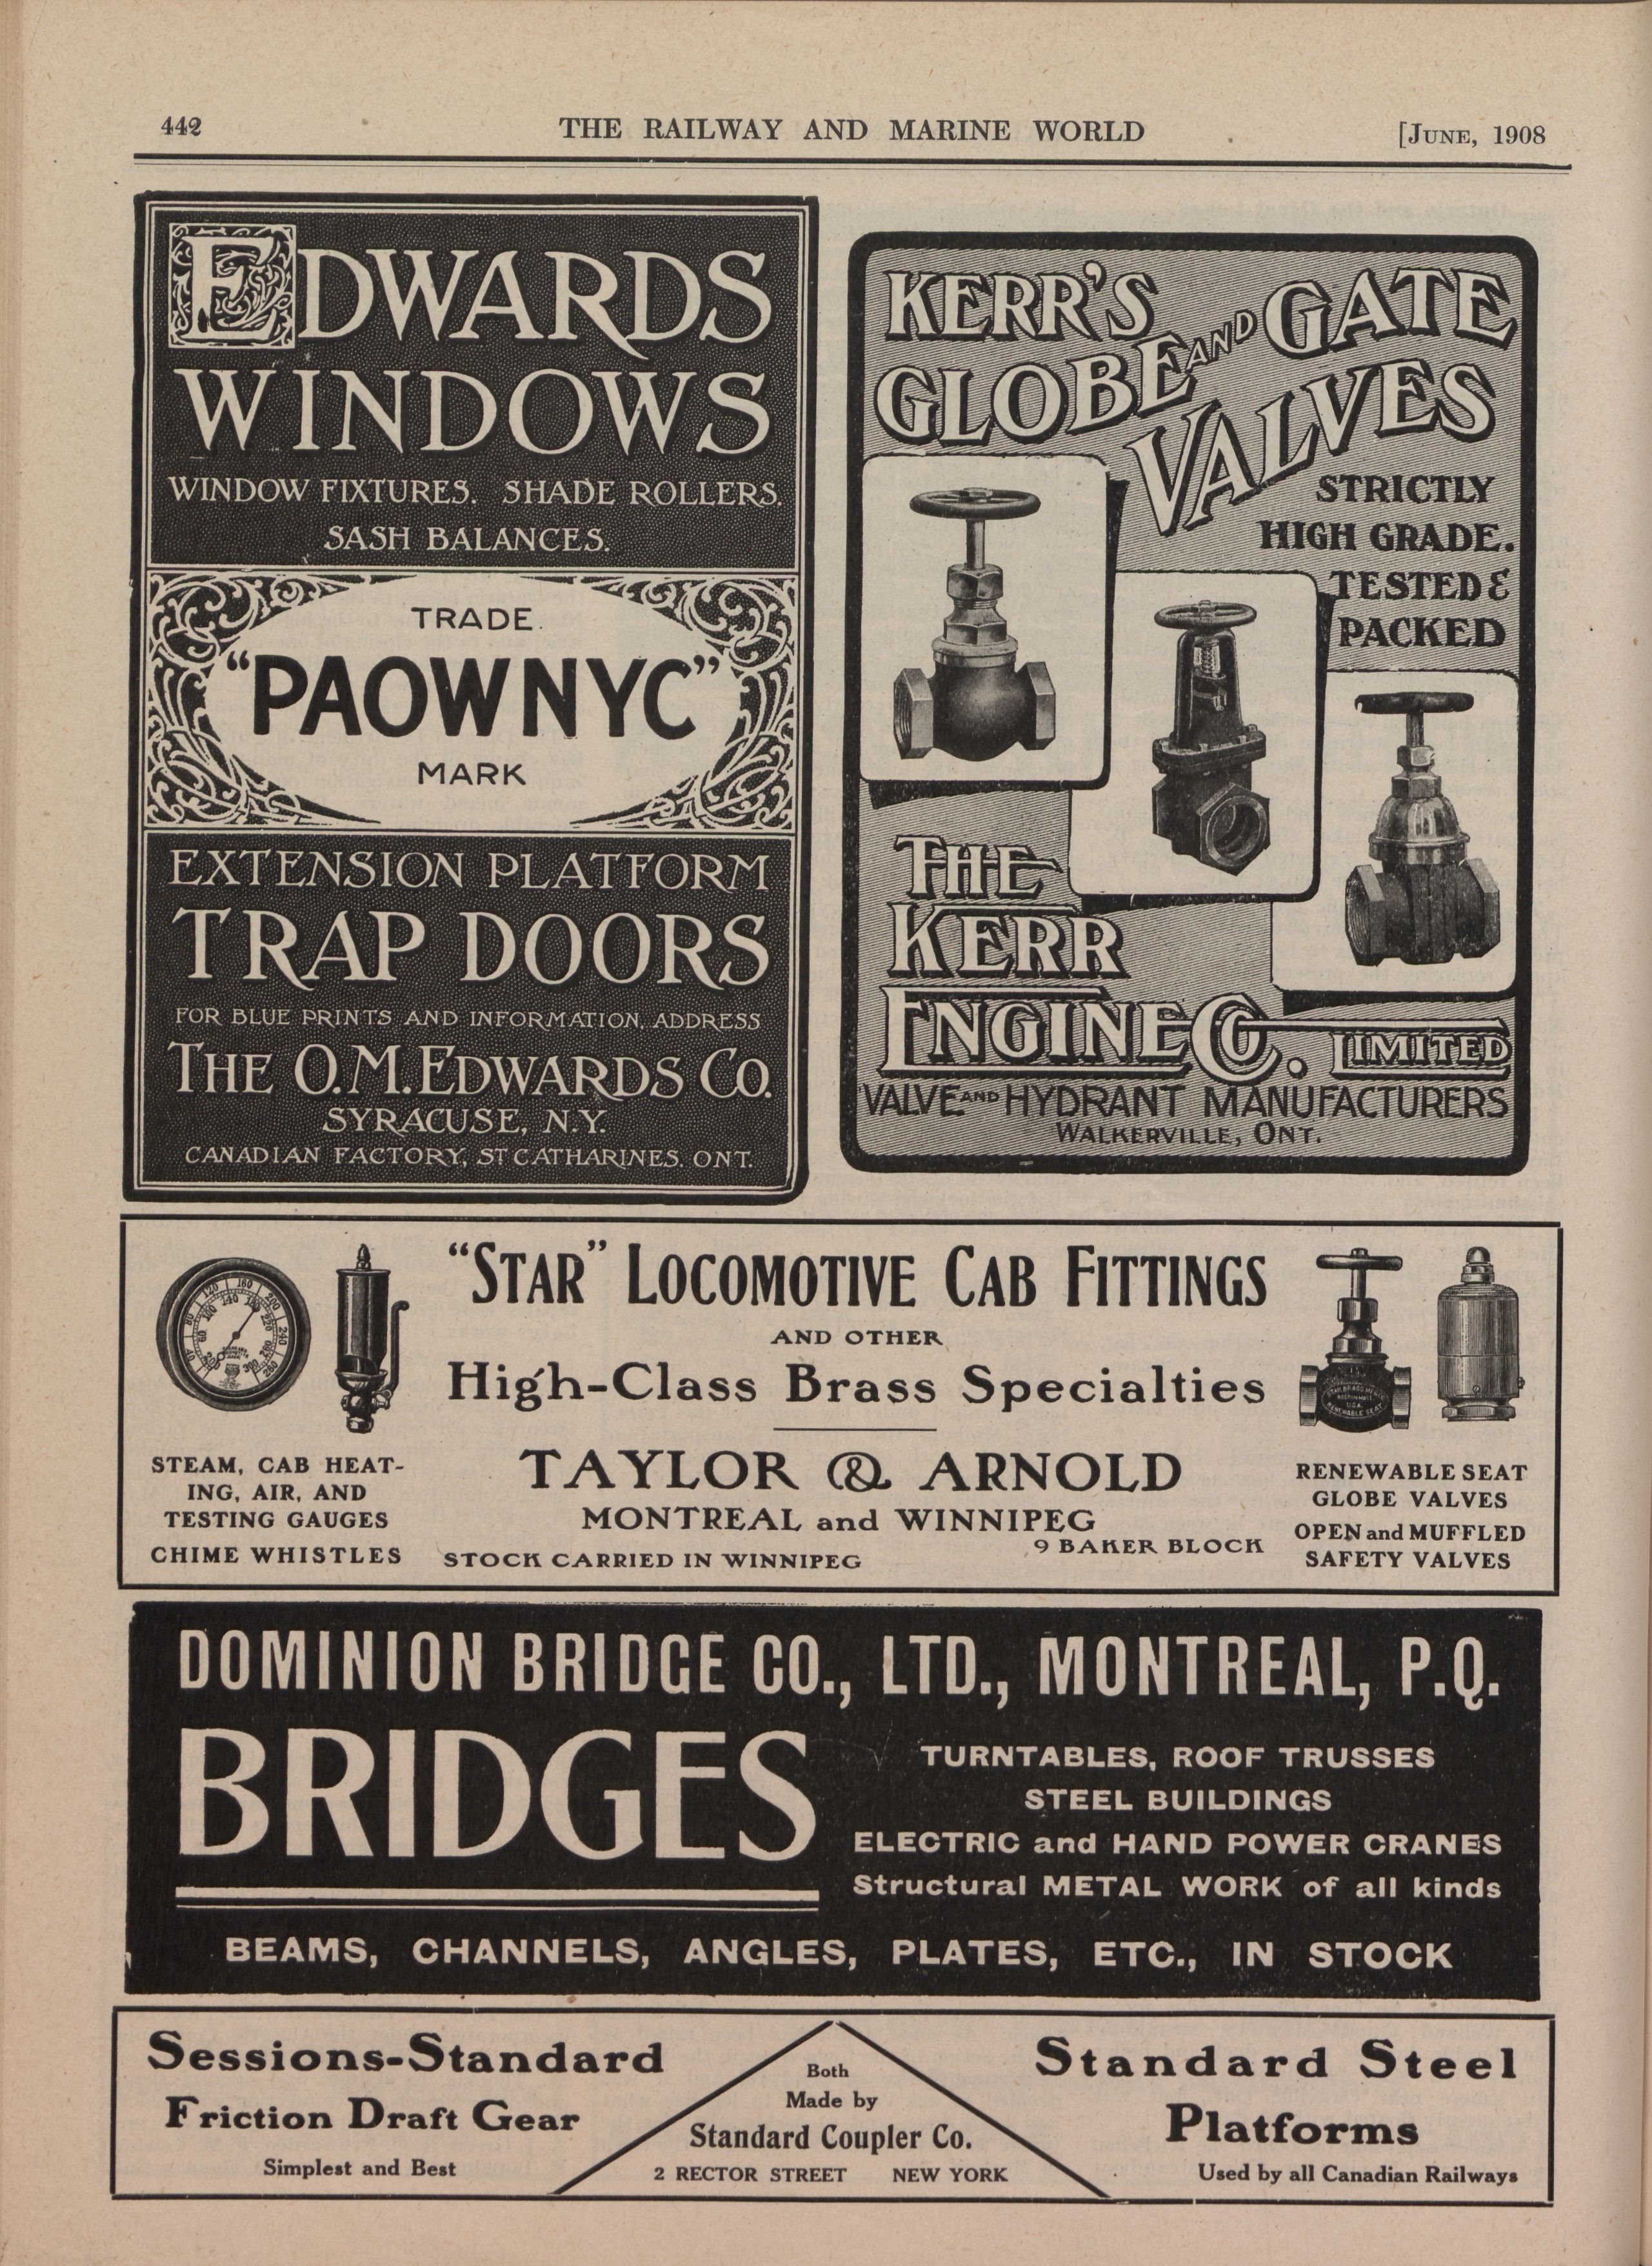 442
THE RAILWAY AND MARINE WORLD
[JUNE, 1908
EDWARDS
WINDOWS
WINDOW FIXTURES. SHADE ROLLERS.
SASH BALANCES.
TRADE
"PAOWNYC"
MARK
EXTENSION PLATFORM
TRAP DOORS
FOR BLUE PRINTS AND INFORMATION, ADDRESS
THE O.M.EDWARDS CO.
SYRACUSE, N.Y.
CANADIAN FACTORY, ST CATHARINES. ONT.
KERR'S
GLOBE AND GATE
VALVES
STRICTLY
HIGH GRADE.
TESTED &
PACKED
THE
KERR
ENGINE CO. LIMITED
VALVE AND HYDRANT MANUFACTURERS
WALKERVILLE, ONT.
"STAR" LOCOMOTIVE CAB FITTINGS
AND OTHER
High-Class Brass Specialties
TAYLOR & ARNOLD
MONTREAL and WINNIPEG
9 BAKER BLOCK
STOCK CARRIED IN WINNIPEG
STEAM, CAB HEAT-
ING, AIR, AND
TESTING GAUGES
CHIME WHISTLES
RENEWABLE SEAT
GLOBE VALVES
OPEN and MUFFLED
SAFETY VALVES
DOMINION BRIDGE CO., LTD., MONTREAL, P.Q.
BRIDGES
TURNTABLES, ROOF TRUSSES
STEEL BUILDINGS
ELECTRIC and HAND POWER CRANES
Structural METAL WORK of all kinds
BEAMS, CHANNELS, ANGLES, PLATES, ETC., IN STOCK
Sessions-Standard
Friction Draft Gear
Simplest and Best
Both
Made by
Standard Coupler Co.
2 RECTOR STREET NEW YORK
Standard Steel
Platforms
Used by all Canadian Railways